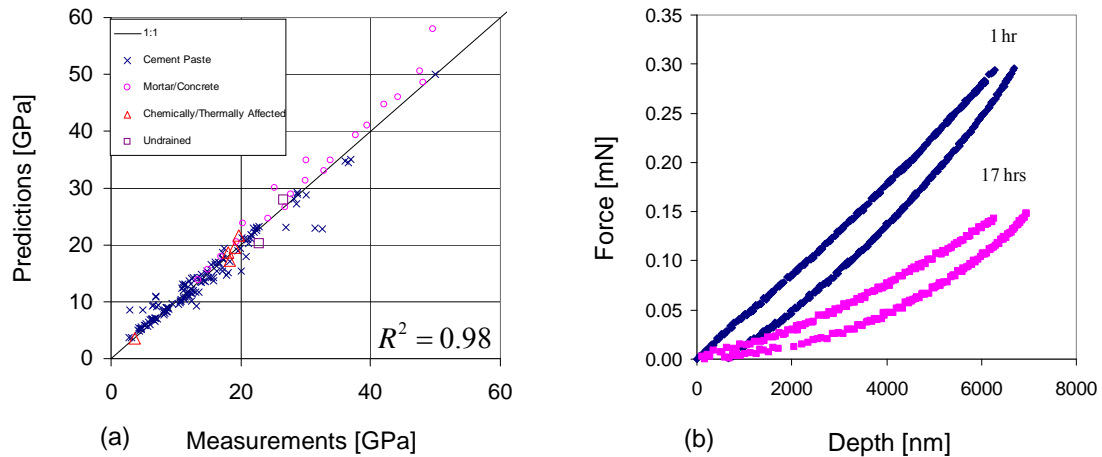 60
50
40
30
20
10
0
Predictions [GPa]
1:1
Cement Paste
Mortar/Concrete
Chemically/Thermally Affected
Undrained
R² = 0.98
0 20 40 60
(a) Measurements [GPa]
0.35
0.30
0.25
0.20
0.15
0.10
0.05
0.00
Force [mN]
1 hr
17 hrs
0 2000 4000 6000 8000
(b) Depth [nm]